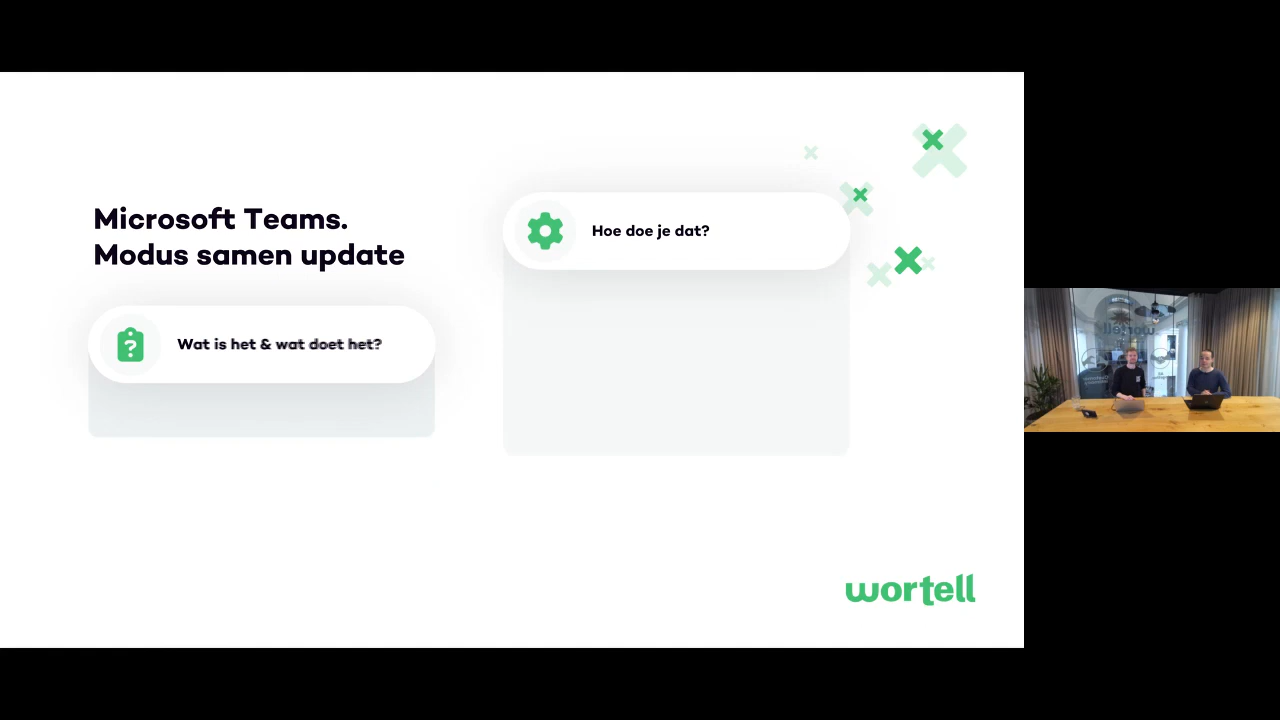 Microsoft Teams.
Modus samen update
Wat is het & wat doet het?
Hoe doe je dat?
wortell